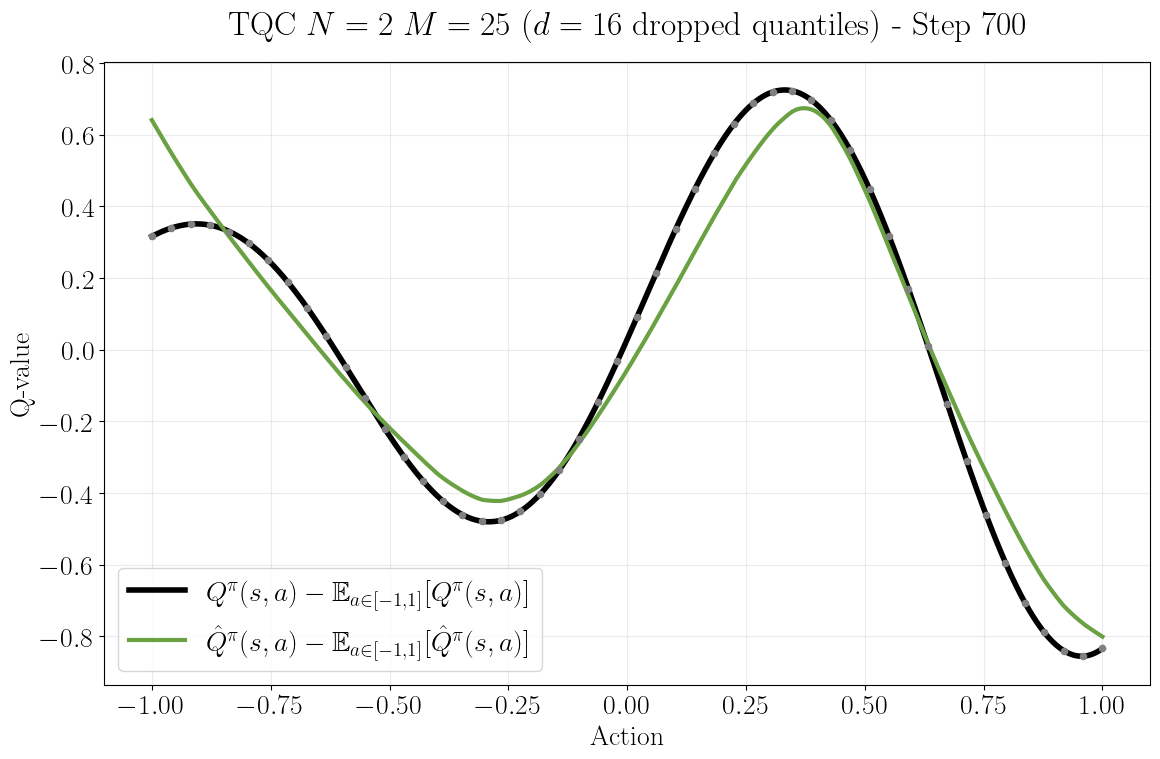 TQC N = 2 M = 25 (d = 16 dropped quantiles) - Step 700
0.8
0.6
0.4
0.2
0.0
−0.2
−0.4
−0.6
−0.8
Q-value
Q^π(s, a) − 𝔼_{a∈[−1,1]}[Q^π(s, a)]
Q̂^π(s, a) − 𝔼_{a∈[−1,1]}[Q̂^π(s, a)]
−1.00 −0.75 −0.50 −0.25 0.00 0.25 0.50 0.75 1.00
Action